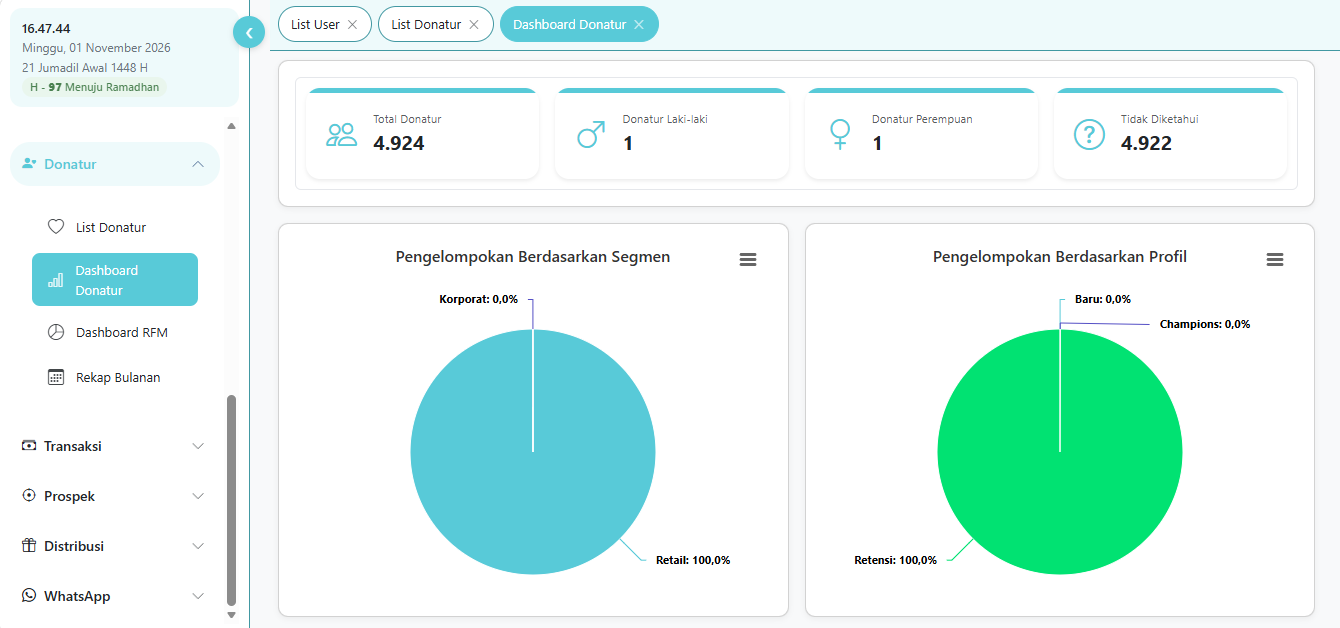 16.47.44
Minggu, 01 November 2026
21 Jumadil Awal 1448 H
H - 97 Menuju Ramadhan
Donatur
List Donatur
Dashboard
Donatur
Dashboard RFM
Rekap Bulanan
Transaksi
Prospek
Distribusi
WhatsApp
List User
List Donatur
Dashboard Donatur
Total Donatur
4.924
Donatur Laki-laki
1
Donatur Perempuan
1
Tidak Diketahui
4.922
Pengelompokan Berdasarkan Segmen
Korporat: 0,0%
Retail: 100,0%
Pengelompokan Berdasarkan Profil
Baru: 0,0%
Champions: 0,0%
Retensi: 100,0%